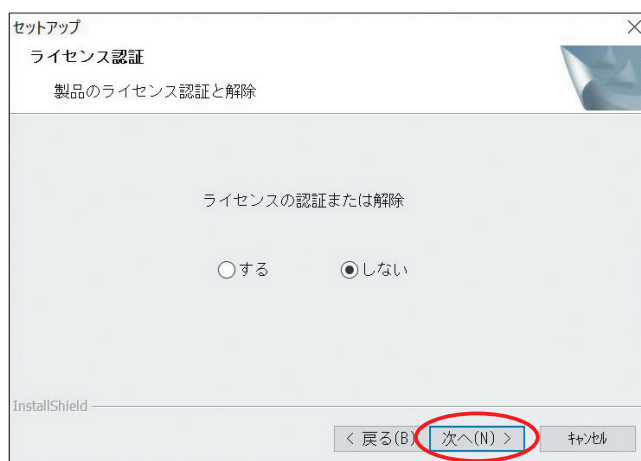 セットアップ
ライセンス認証
製品のライセンス認証と解除
ライセンスの認証または解除
する しない
InstallShield
< 戻る(B) 次へ(N) > キャンセル